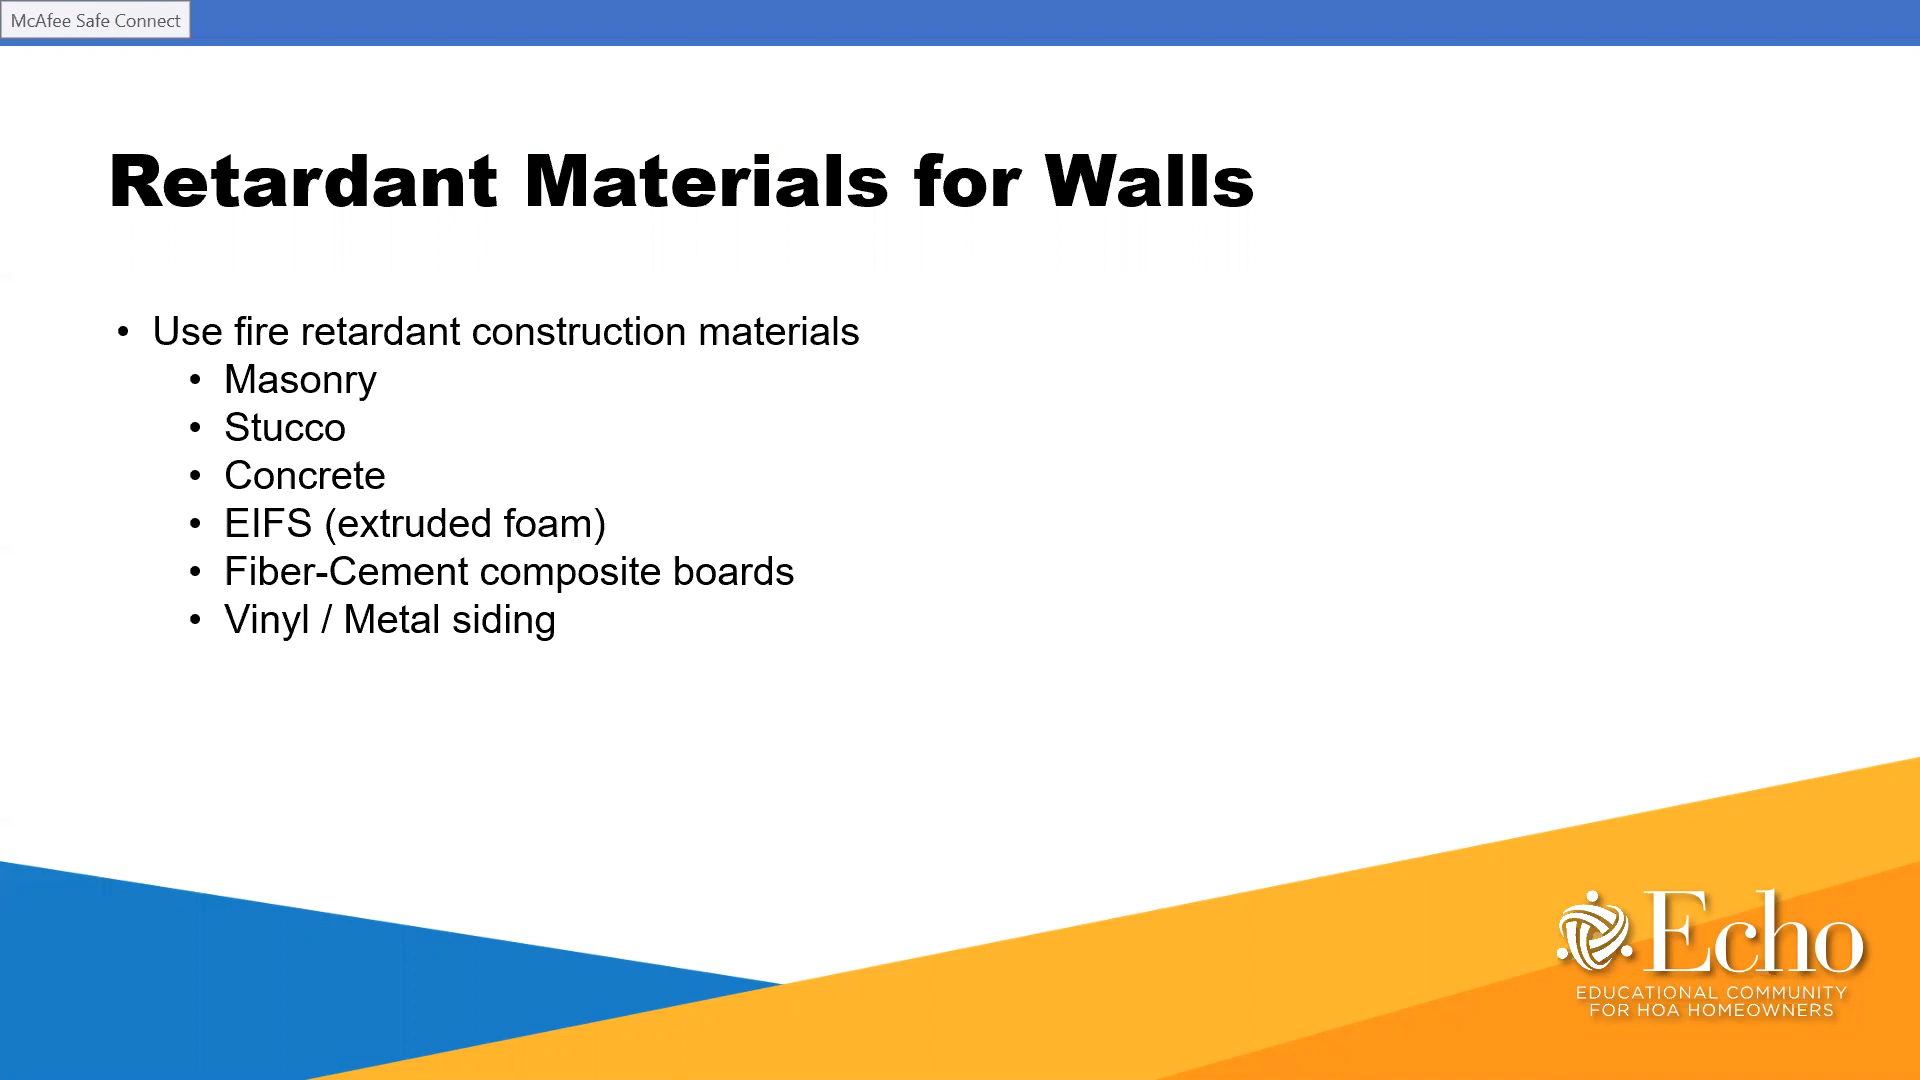 McAfee Safe Connect
Retardant Materials for Walls
• Use fire retardant construction materials
• Masonry
• Stucco
• Concrete
• EIFS (extruded foam)
• Fiber-Cement composite boards
• Vinyl / Metal siding
Echo
EDUCATIONAL COMMUNITY
FOR HOA HOMEOWNERS